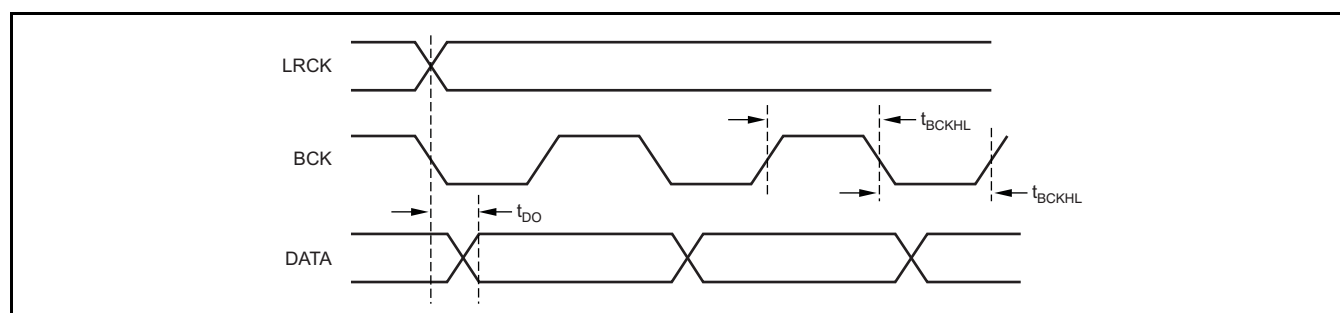 LRCK
t_BCKHL
BCK
t_BCKHL
t_DO
DATA